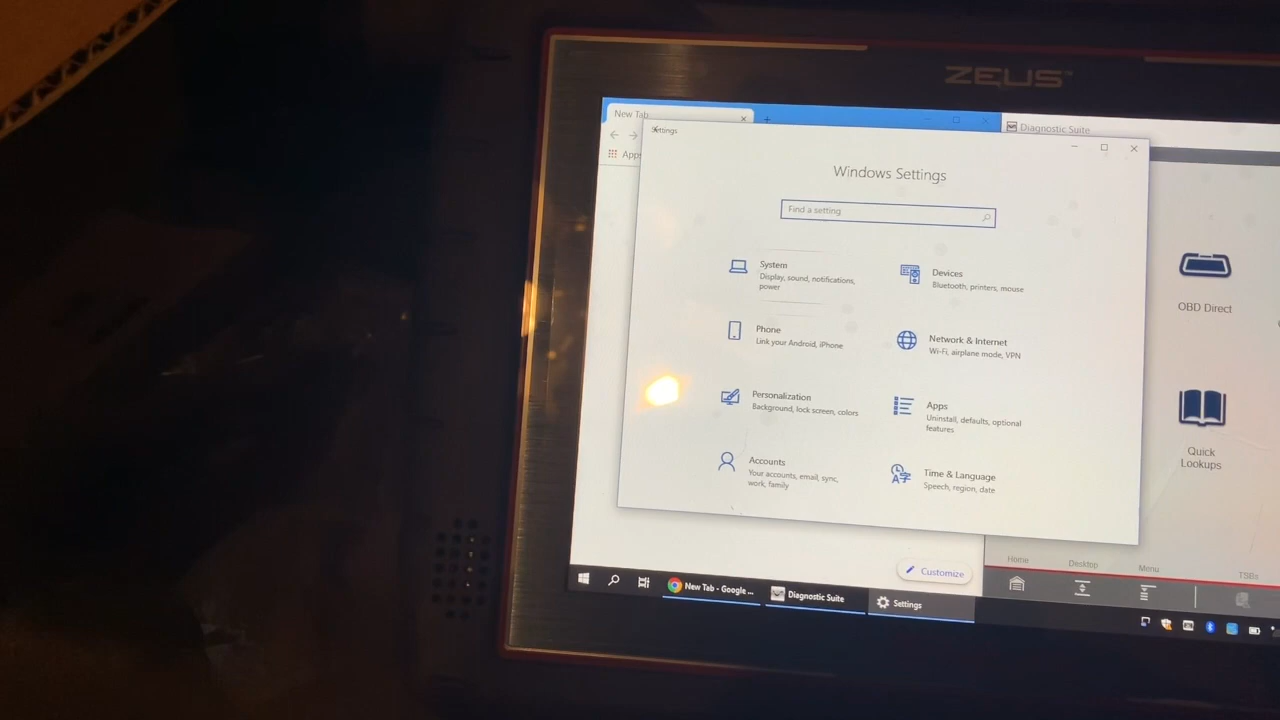 ZEUS™
New Tab
Diagnostic Suite
Settings
Apps
Windows Settings
Find a setting
System
Display, sound, notifications,
power
Devices
Bluetooth, printers, mouse
Phone
Link your Android, iPhone
Network & Internet
Wi-Fi, airplane mode, VPN
Personalization
Background, lock screen, colors
Apps
Uninstall, defaults, optional
features
Accounts
Your accounts, email, sync,
work, family
Time & Language
Speech, region, date
OBD Direct
Quick
Lookups
Customize
Home
Desktop
Menu
TSBs
New Tab - Google ...
Diagnostic Suite
Settings